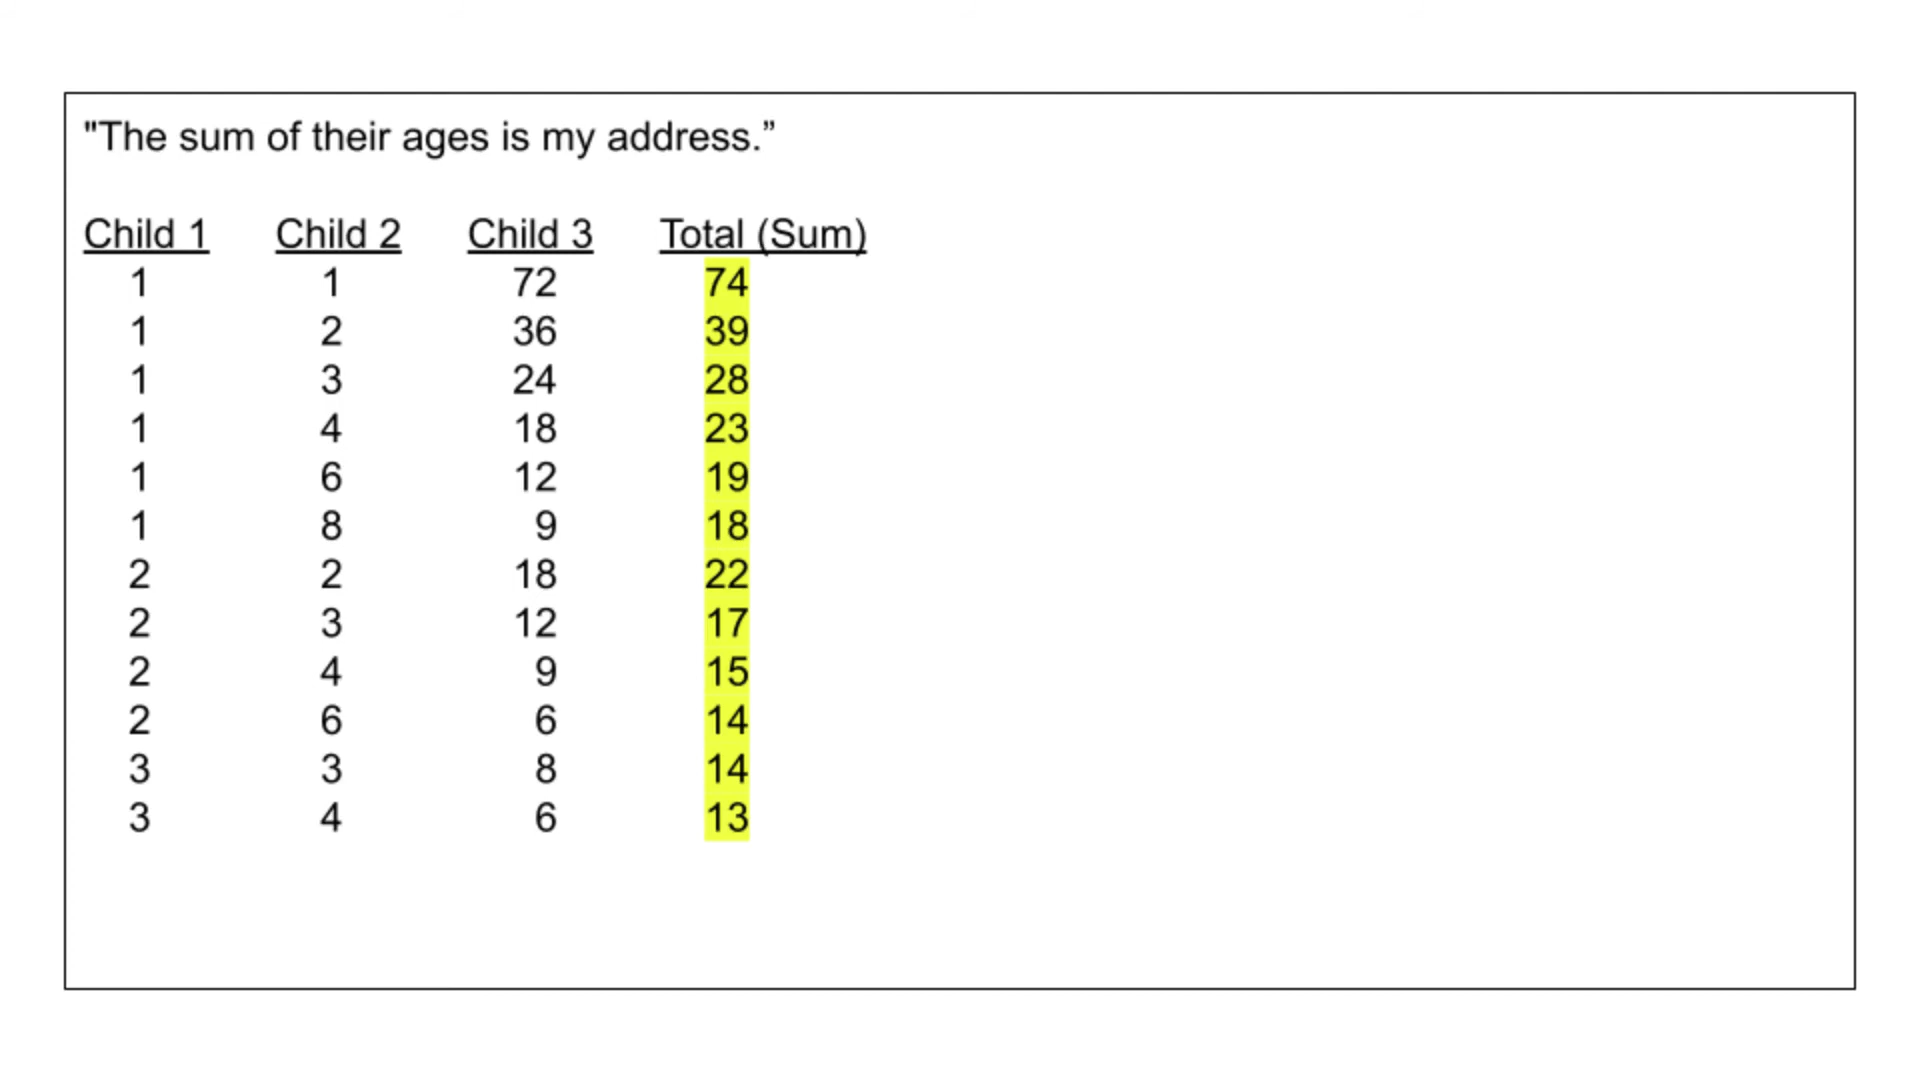 "The sum of their ages is my address.”
Child 1 Child 2 Child 3 Total (Sum)
1 1 72 74
1 2 36 39
1 3 24 28
1 4 18 23
1 6 12 19
1 8 9 18
2 2 18 22
2 3 12 17
2 4 9 15
2 6 6 14
3 3 8 14
3 4 6 13